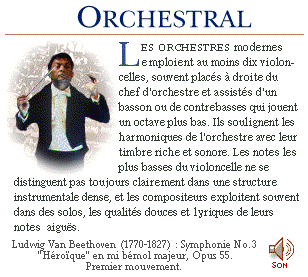 ORCHESTRAL
LES ORCHESTRES modernes
emploient au moins dix violon-
celles, souvent placés à droite du
chef d'orchestre et assistés d'un
basson ou de contrebasses qui jouent
un octave plus bas. Ils soulignent les
harmoniques de l'orchestre avec leur
timbre riche et sonore. Les notes les
plus basses du violoncelle ne se
distinguent pas toujours clairement dans une structure
instrumentale dense, et les compositeurs exploitent souvent
dans des solos, les qualités douces et lyriques de leurs
notes aiguës.
Ludwig Van Beethoven (1770-1827) : Symphonie No.3
"Héroïque" en mi bémol majeur, Opus 55.
Premier mouvement.
SON